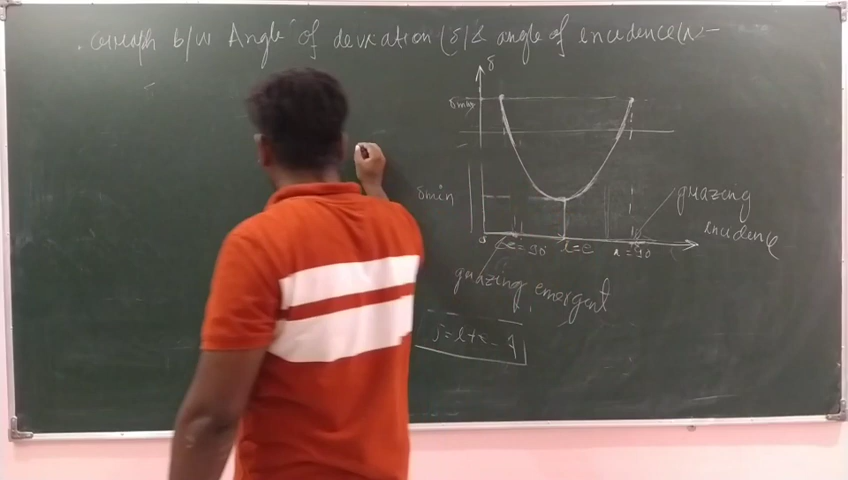 Graph b/w Angle of deviation (δ) & angle of incidence (i) :-
δ
δmax
δmin
grazing
incidence
o
∠e = 90° i = e i = 90
grazing emergent
δ = i + e - A